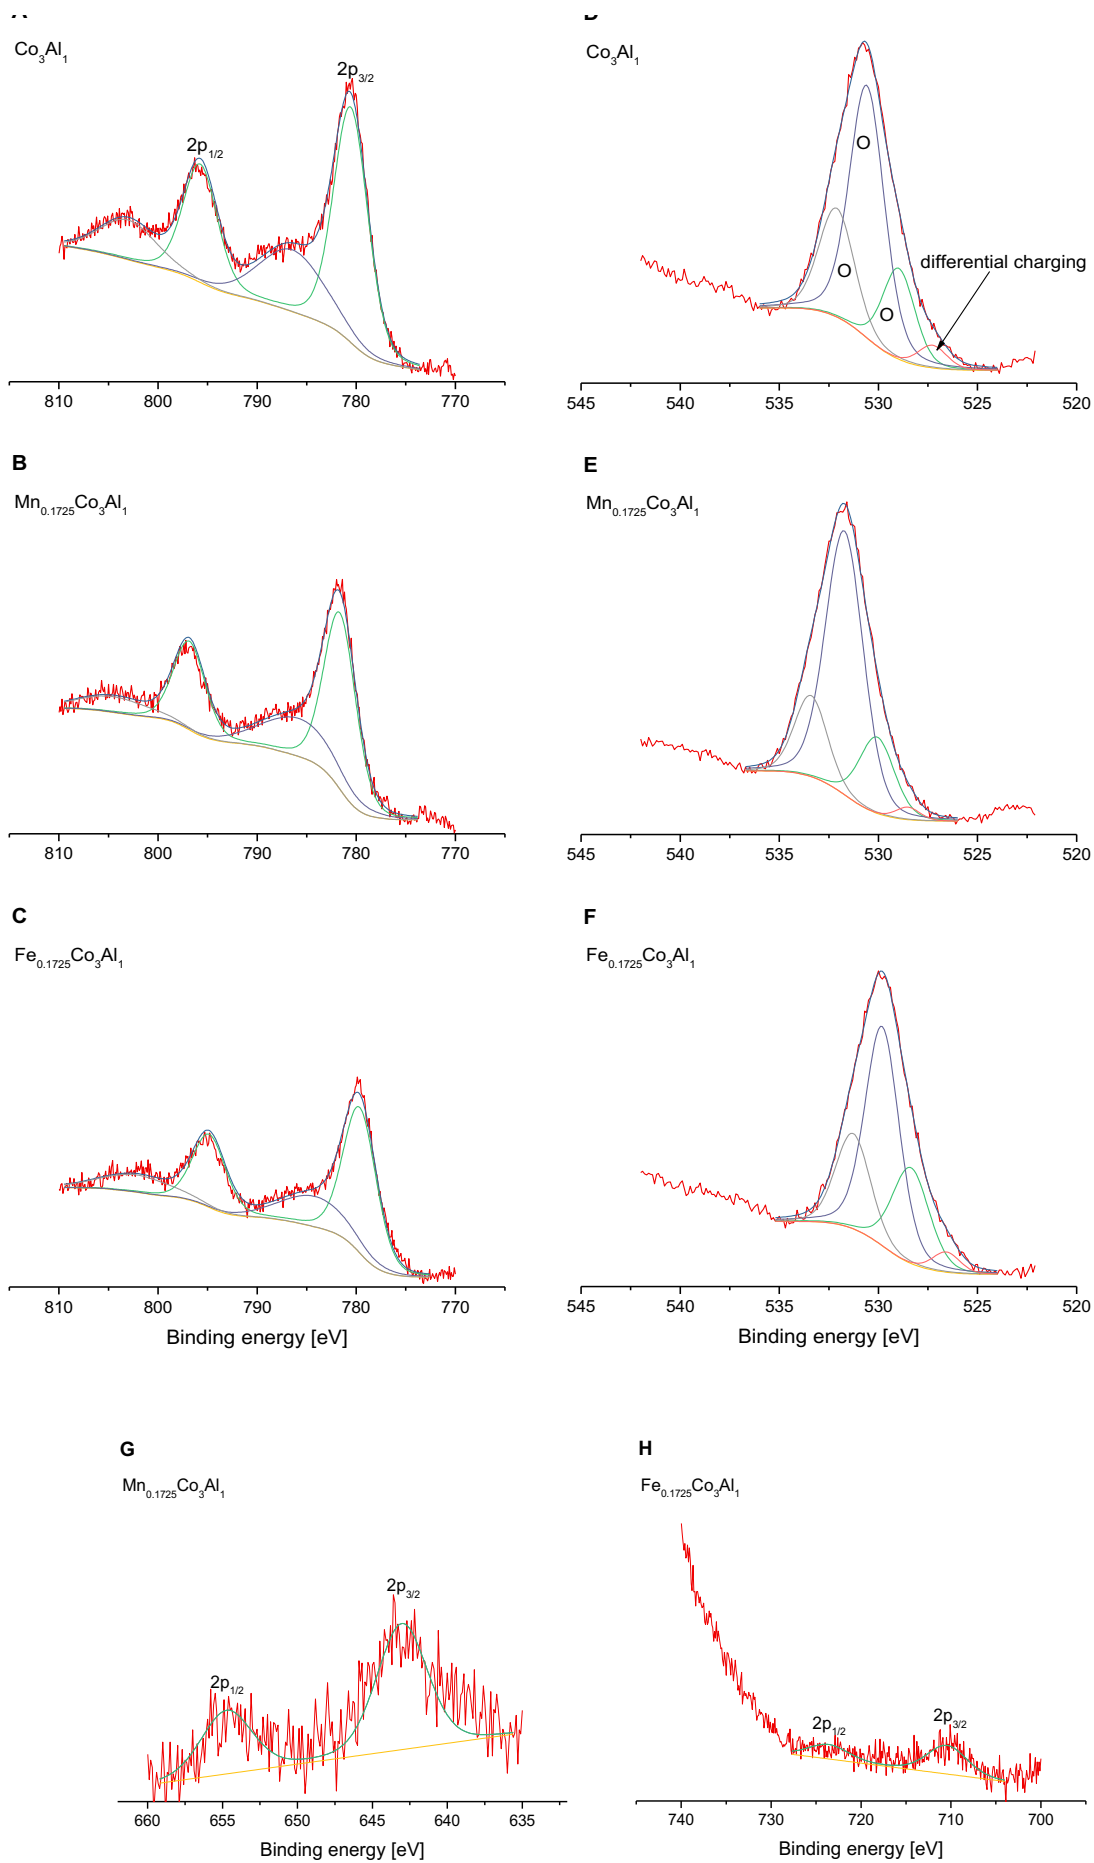 A
D
Co3Al1
Co3Al1
2p3/2
2p1/2
O
O
O
differential charging
810 800 790 780 770
545 540 535 530 525 520
B
E
Mn0.1725Co3Al1
Mn0.1725Co3Al1
810 800 790 780 770
545 540 535 530 525 520
C
F
Fe0.1725Co3Al1
Fe0.1725Co3Al1
810 800 790 780 770
545 540 535 530 525 520
Binding energy [eV]
Binding energy [eV]
G
H
Mn0.1725Co3Al1
Fe0.1725Co3Al1
2p3/2
2p1/2
2p1/2
2p3/2
660 655 650 645 640 635
740 730 720 710 700
Binding energy [eV]
Binding energy [eV]